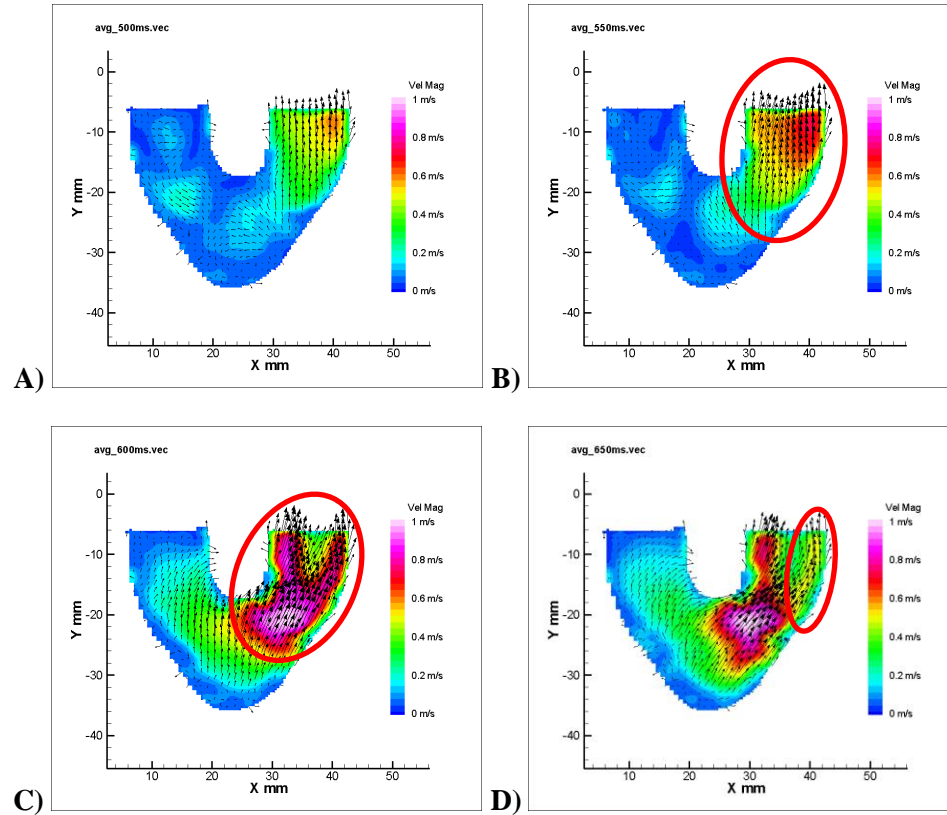 avg_500ms.vec
Vel Mag
1 m/s
0.8 m/s
0.6 m/s
0.4 m/s
0.2 m/s
0 m/s
0
-10
-20
-30
-40
Y mm
10 20 30 40 50
X mm
A)
avg_550ms.vec
Vel Mag
1 m/s
0.8 m/s
0.6 m/s
0.4 m/s
0.2 m/s
0 m/s
0
-10
-20
-30
-40
Y mm
10 20 30 40 50
X mm
B)
avg_600ms.vec
Vel Mag
1 m/s
0.8 m/s
0.6 m/s
0.4 m/s
0.2 m/s
0 m/s
0
-10
-20
-30
-40
Y mm
10 20 30 40 50
X mm
C)
avg_650ms.vec
Vel Mag
1 m/s
0.8 m/s
0.6 m/s
0.4 m/s
0.2 m/s
0 m/s
0
-10
-20
-30
-40
Y mm
10 20 30 40 50
X mm
D)